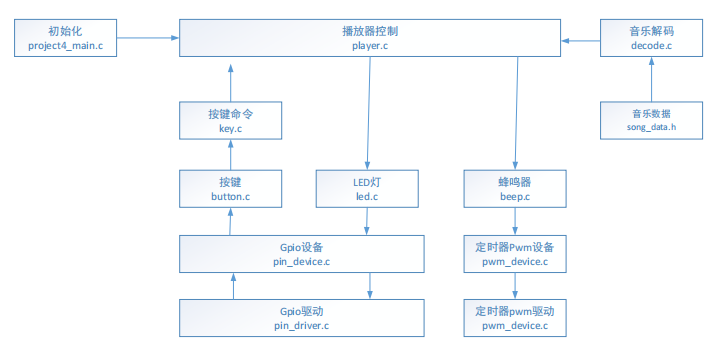 初始化
project4_main.c
播放器控制
player.c
音乐解码
decode.c
按键命令
key.c
音乐数据
song_data.h
按键
button.c
LED灯
led.c
蜂鸣器
beep.c
Gpio设备
pin_device.c
定时器Pwm设备
pwm_device.c
Gpio驱动
pin_driver.c
定时器pwm驱动
pwm_device.c